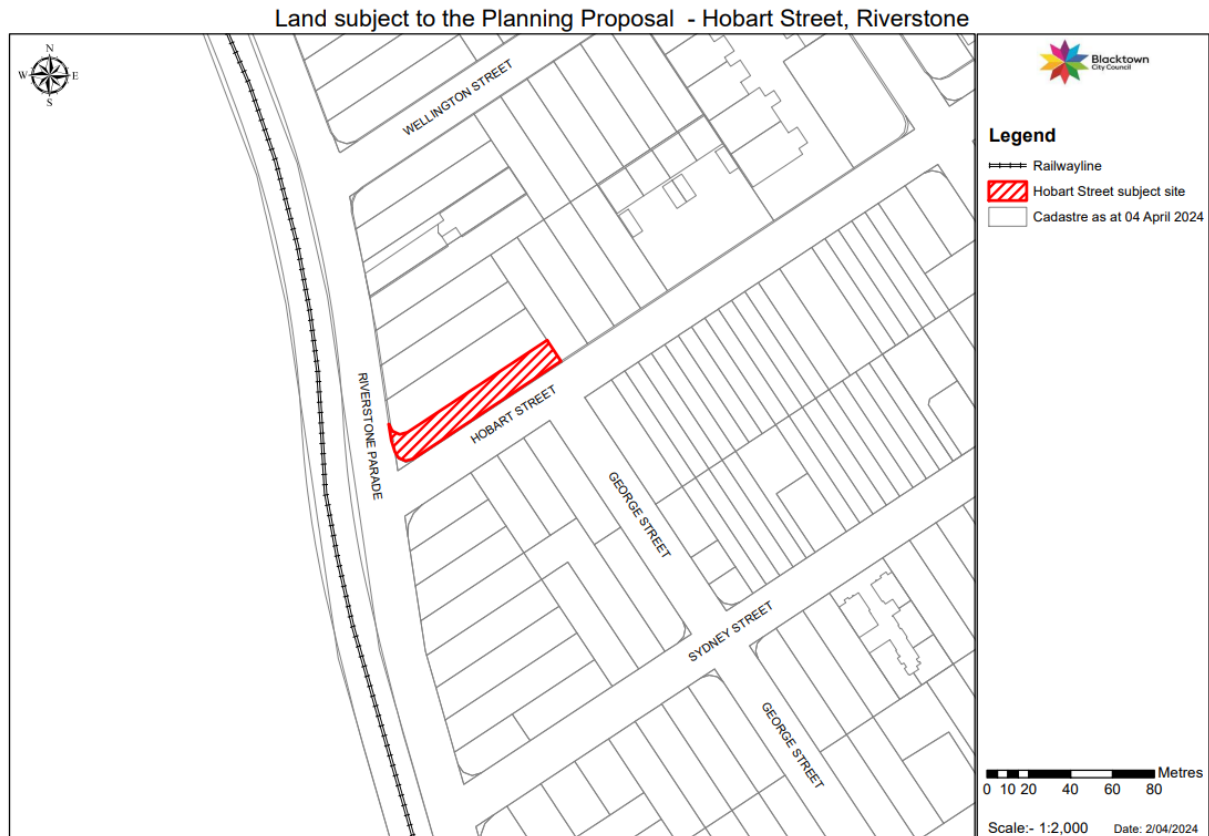 Land subject to the Planning Proposal - Hobart Street, Riverstone
N
W E
S
WELLINGTON STREET
RIVERSTONE PARADE
HOBART STREET
GEORGE STREET
SYDNEY STREET
GEORGE STREET
Blacktown
City Council
Legend
Railwayline
Hobart Street subject site
Cadastre as at 04 April 2024
Metres
0 10 20 40 60 80
Scale:- 1:2,000 Date: 2/04/2024